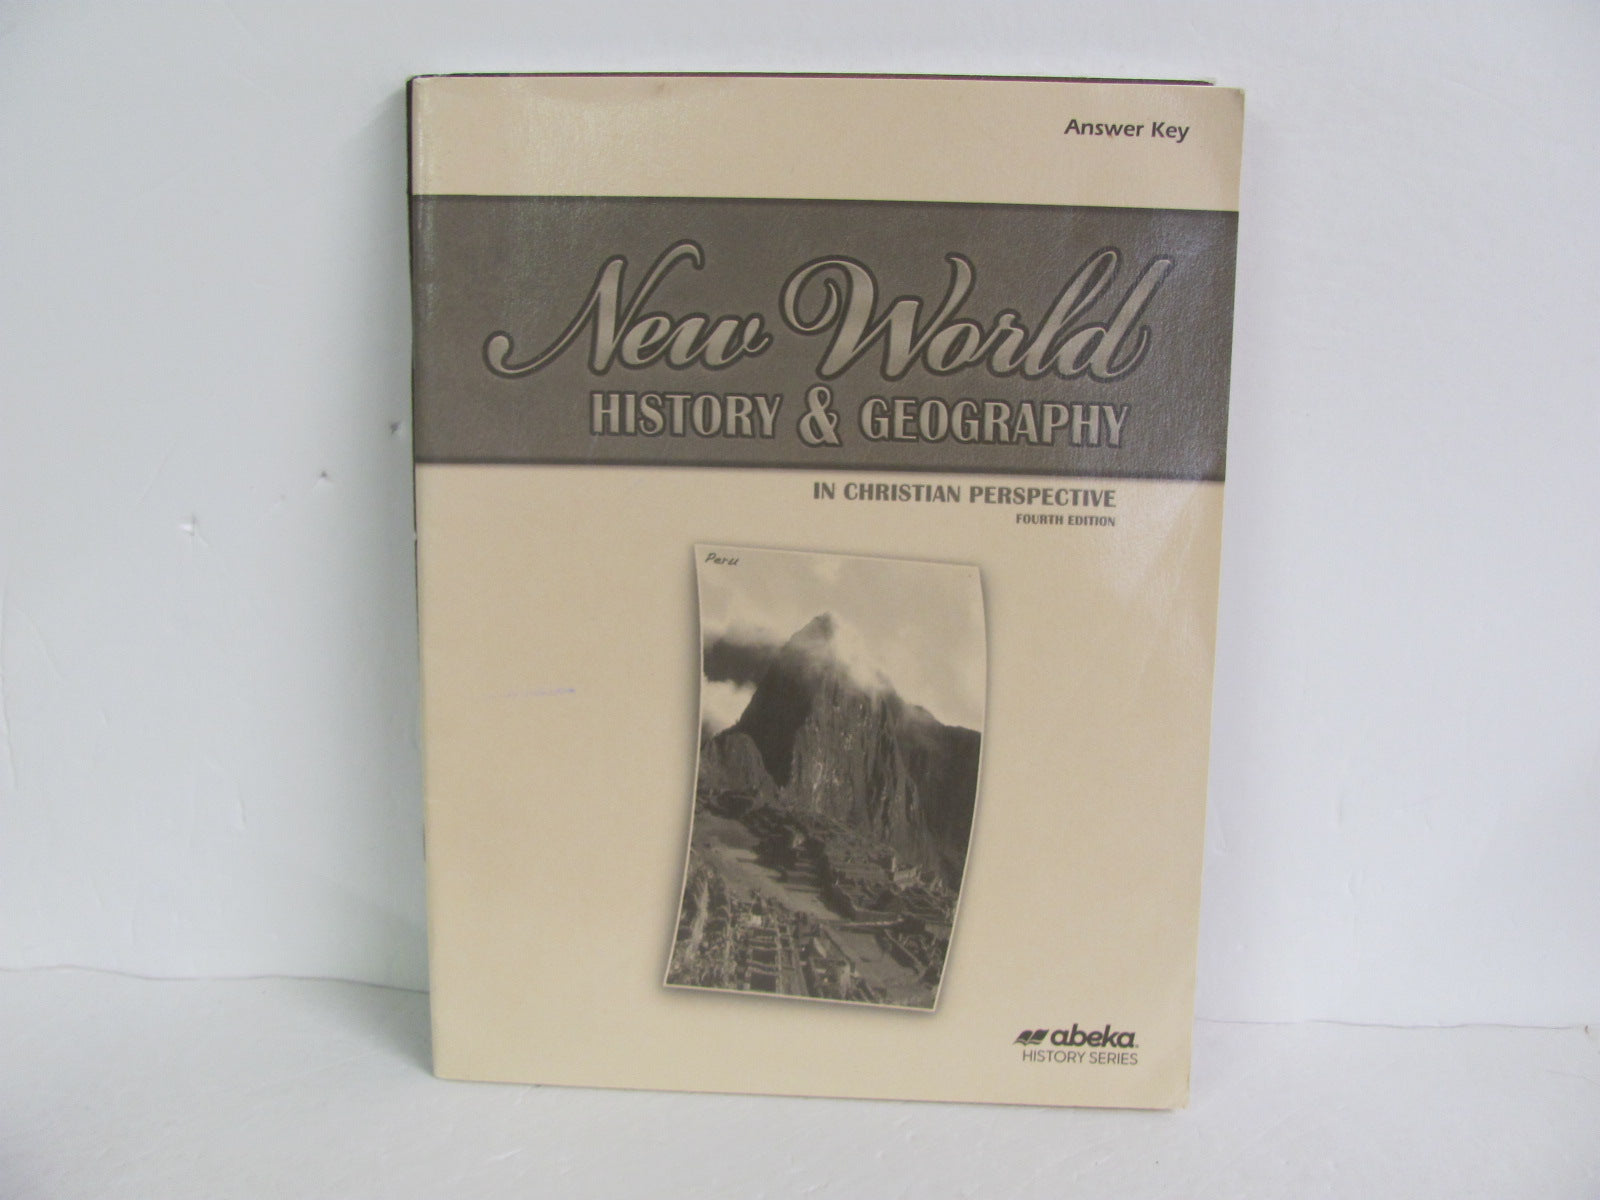 Answer Key
New World
HISTORY & GEOGRAPHY
IN CHRISTIAN PERSPECTIVE
FOURTH EDITION
Peru
abeka
HISTORY SERIES